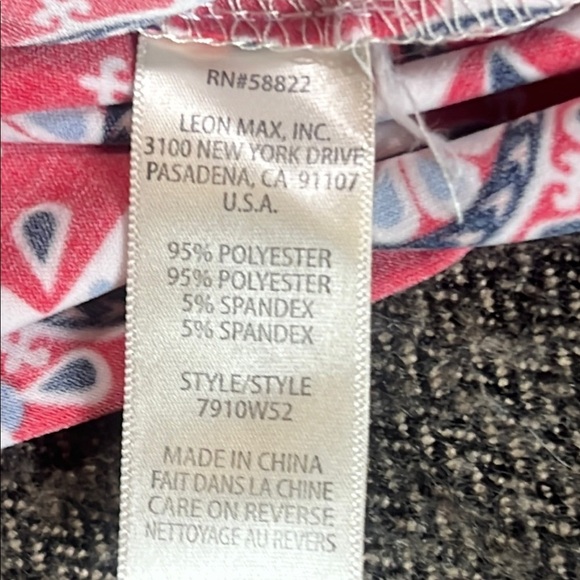 RN#58822
LEON MAX, INC.
3100 NEW YORK DRIVE
PASADENA, CA 91107
U.S.A.
95% POLYESTER
95% POLYESTER
5% SPANDEX
5% SPANDEX
STYLE/STYLE
7910W52
MADE IN CHINA
FAIT DANS LA CHINE
CARE ON REVERSE
NETTOYAGE AU REVERS